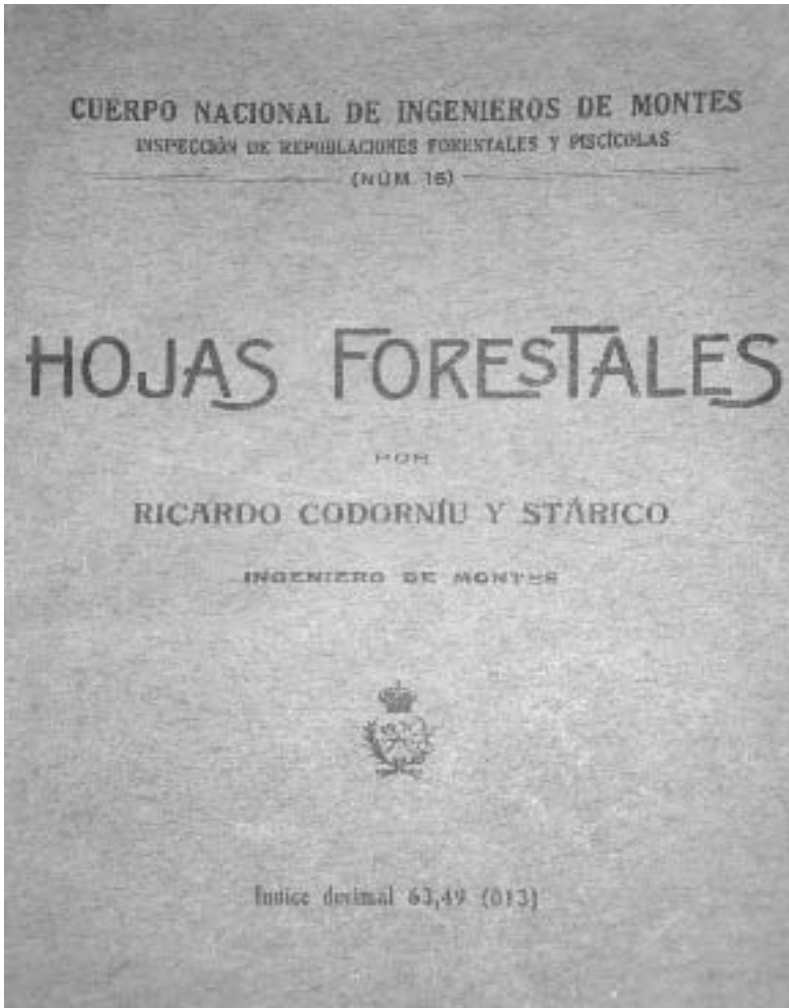 CUERPO NACIONAL DE INGENIEROS DE MONTES
INSPECCIÓN DE REPOBLACIONES FORESTALES Y PISCÍCOLAS
(NÚM. 16)
HOJAS FORESTALES
POR
RICARDO CODORNÍU Y STÁRICO
INGENIERO DE MONTES
Indice decimal 63,49 (013)